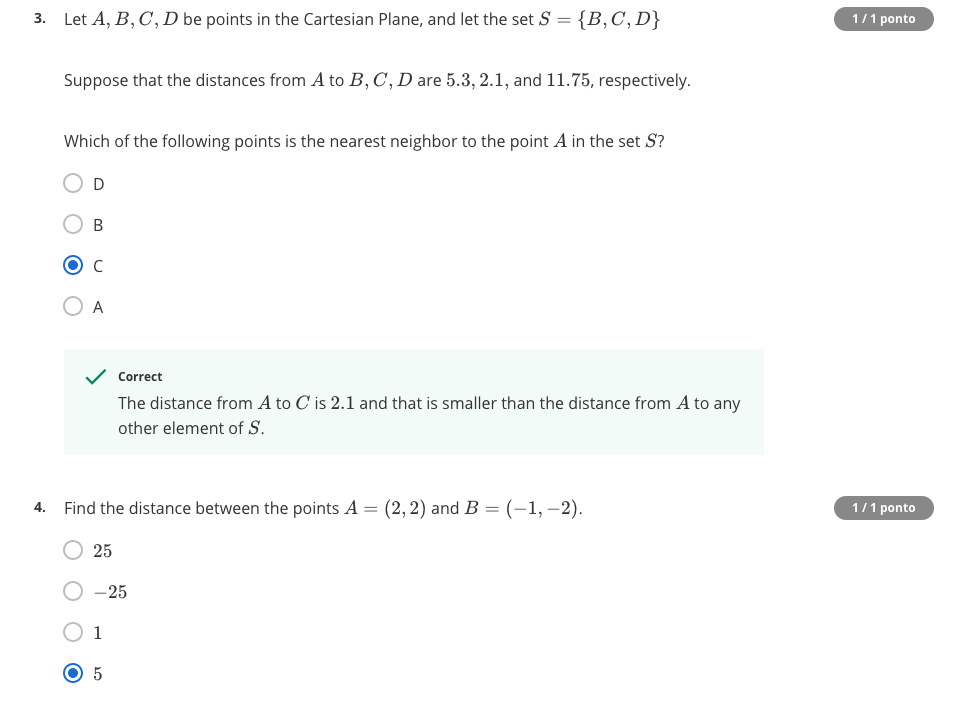 3. Let A, B, C, D be points in the Cartesian Plane, and let the set S = {B, C, D}
1 / 1 ponto
Suppose that the distances from A to B, C, D are 5.3, 2.1, and 11.75, respectively.
Which of the following points is the nearest neighbor to the point A in the set S?
D
B
C
A
Correct
The distance from A to C is 2.1 and that is smaller than the distance from A to any
other element of S.
4. Find the distance between the points A = (2, 2) and B = (−1, −2).
1 / 1 ponto
25
−25
1
5